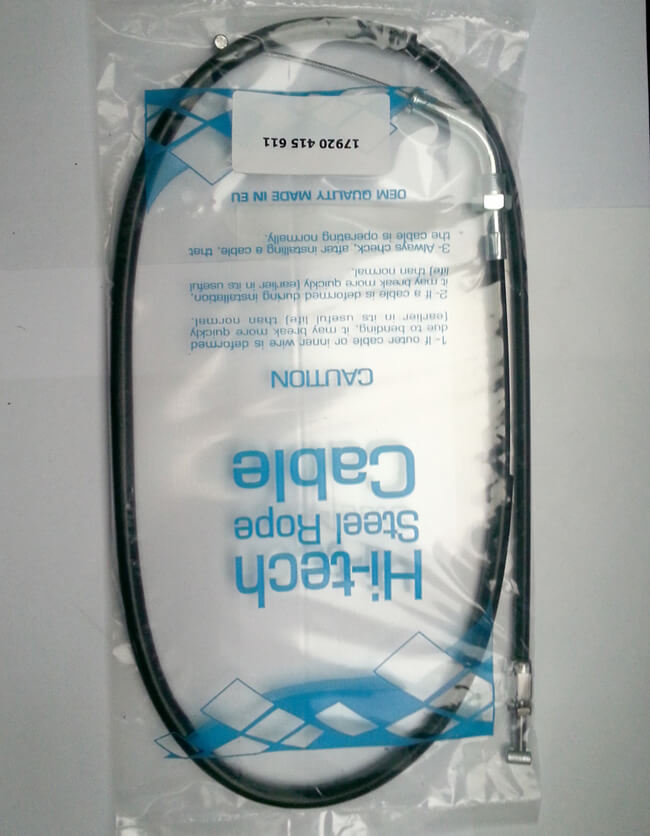 Hi-tech
Steel Rope
Cable
CAUTION
1- If outer cable or inner wire is deformed
due to bending, it may break more quickly
(earlier in its useful life) than. normal.
2- If a cable is deformed during installation,
it may break more quickly (earlier in its useful
life) than normal.
3- Always check, after installing a cable, that
the cable is operating normally.
OEM QUALITY MADE IN EU
17920 415 611